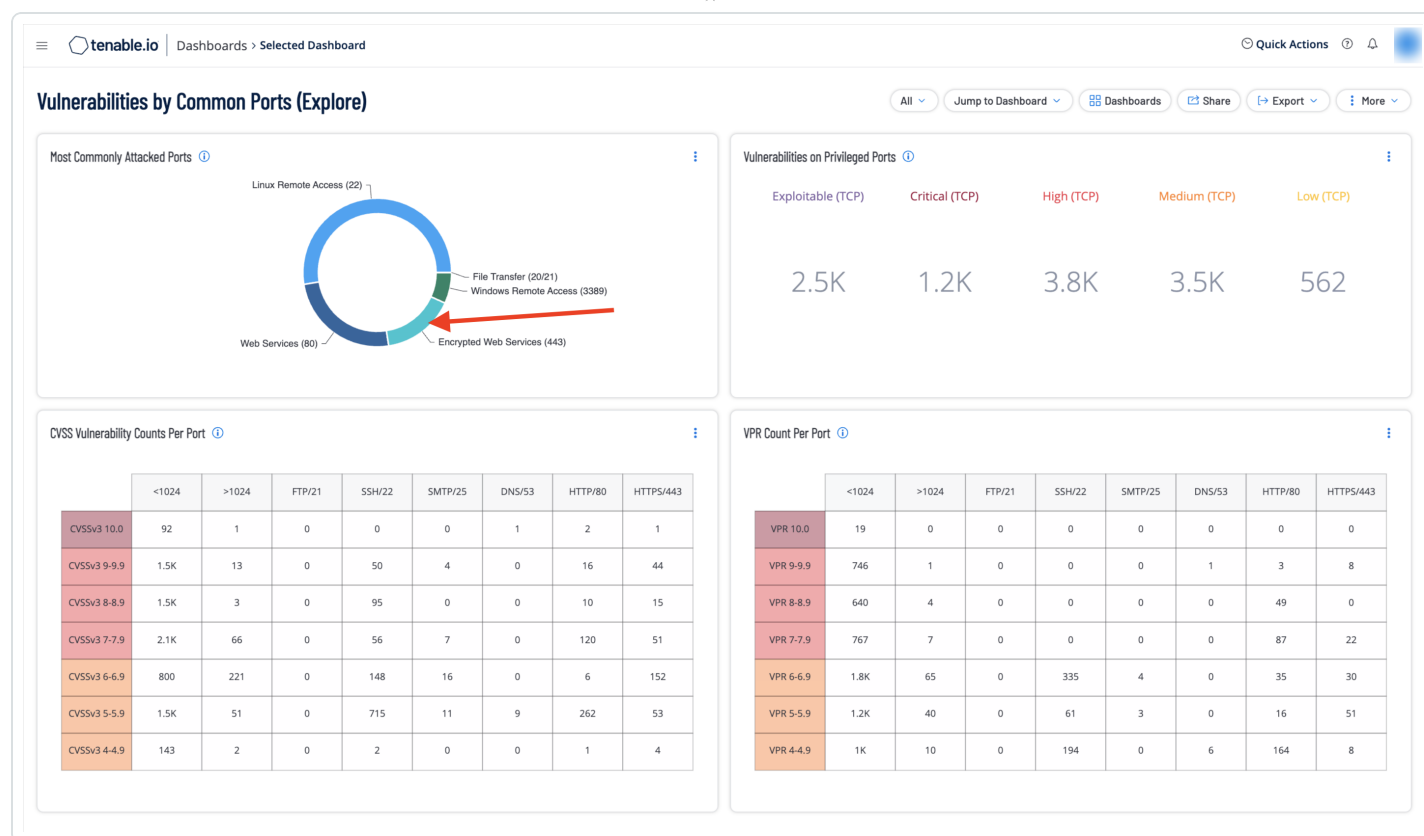 tenable.io Dashboards > Selected Dashboard Quick Actions
Vulnerabilities by Common Ports (Explore) All Jump to Dashboard Dashboards Share Export More
Most Commonly Attacked Ports
Linux Remote Access (22)
File Transfer (20/21)
Windows Remote Access (3389)
Web Services (80)
Encrypted Web Services (443)
Vulnerabilities on Privileged Ports
Exploitable (TCP) Critical (TCP) High (TCP) Medium (TCP) Low (TCP)
2.5K 1.2K 3.8K 3.5K 562
CVSS Vulnerability Counts Per Port
<1024 >1024 FTP/21 SSH/22 SMTP/25 DNS/53 HTTP/80 HTTPS/443
CVSSv3 10.0 92 1 0 0 0 1 2 1
CVSSv3 9-9.9 1.5K 13 0 50 4 0 16 44
CVSSv3 8-8.9 1.5K 3 0 95 0 0 10 15
CVSSv3 7-7.9 2.1K 66 0 56 7 0 120 51
CVSSv3 6-6.9 800 221 0 148 16 0 6 152
CVSSv3 5-5.9 1.5K 51 0 715 11 9 262 53
CVSSv3 4-4.9 143 2 0 2 0 0 1 4
VPR Count Per Port
<1024 >1024 FTP/21 SSH/22 SMTP/25 DNS/53 HTTP/80 HTTPS/443
VPR 10.0 19 0 0 0 0 0 0 0
VPR 9-9.9 746 1 0 0 0 1 3 8
VPR 8-8.9 640 4 0 0 0 0 49 0
VPR 7-7.9 767 7 0 0 0 0 87 22
VPR 6-6.9 1.8K 65 0 335 4 0 35 30
VPR 5-5.9 1.2K 40 0 61 3 0 16 51
VPR 4-4.9 1K 10 0 194 0 6 164 8